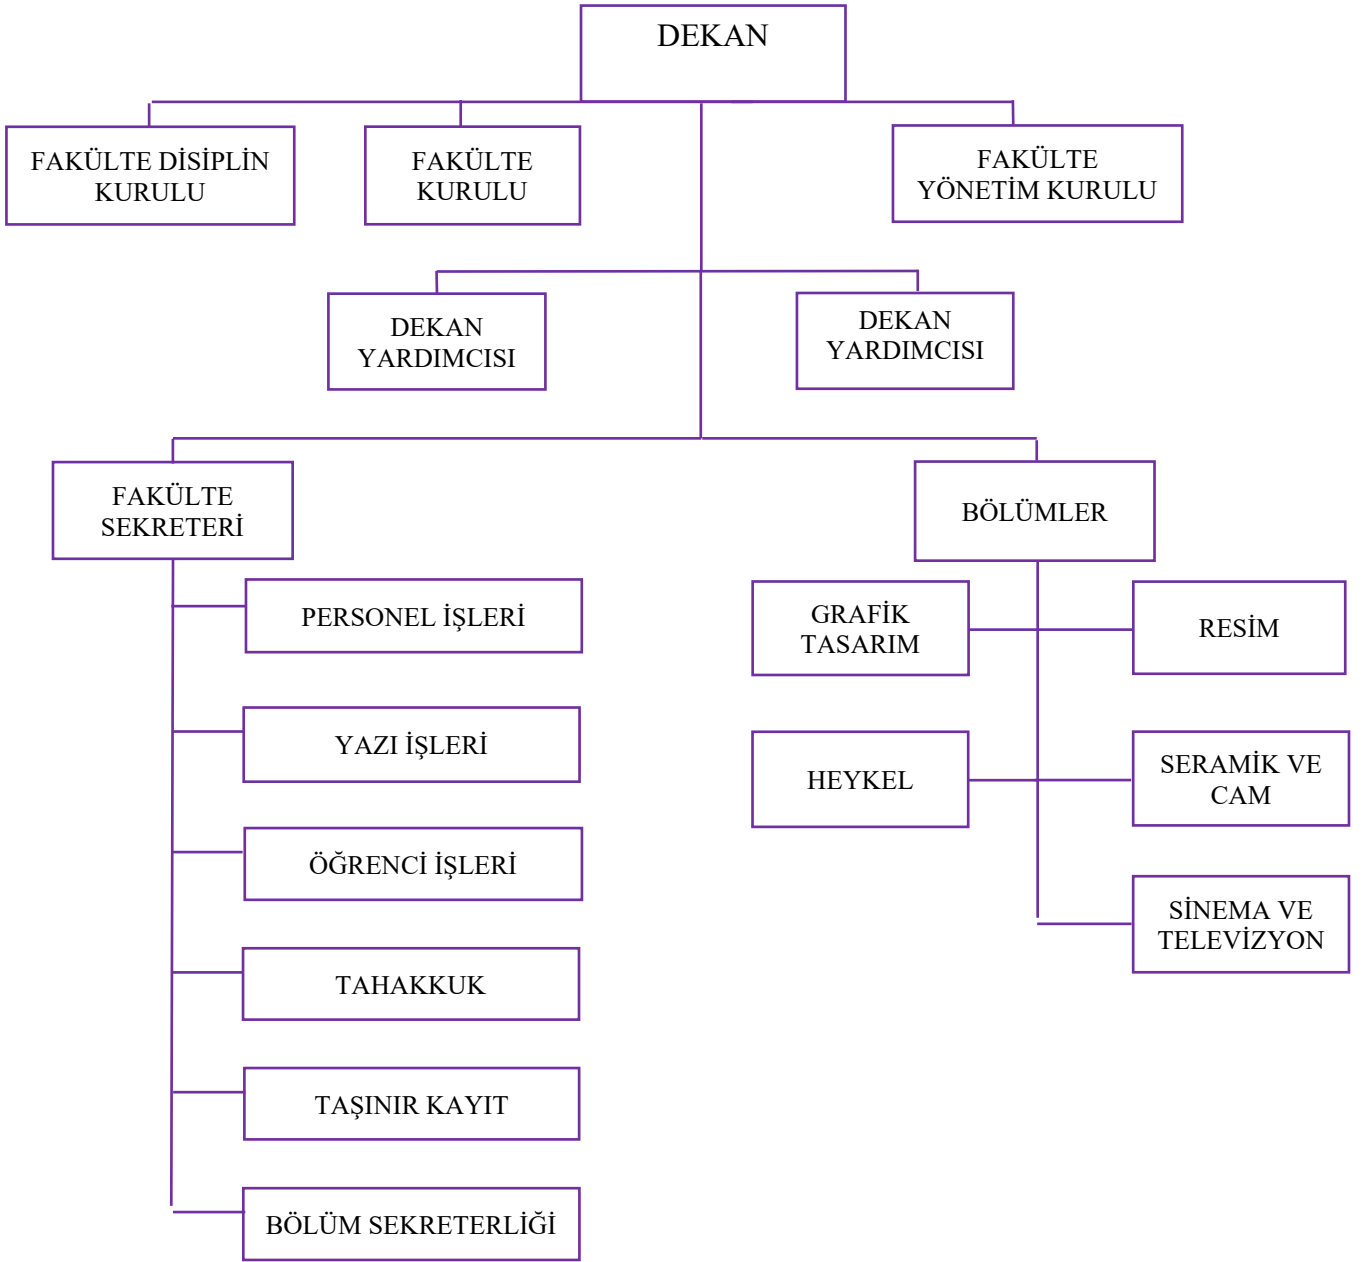 DEKAN
FAKÜLTE DİSİPLİN
KURULU
FAKÜLTE
KURULU
FAKÜLTE
YÖNETİM KURULU
DEKAN
YARDIMCISI
DEKAN
YARDIMCISI
FAKÜLTE
SEKRETERİ
BÖLÜMLER
PERSONEL İŞLERİ
YAZI İŞLERİ
ÖĞRENCİ İŞLERİ
TAHAKKUK
TAŞINIR KAYIT
BÖLÜM SEKRETERLİĞİ
GRAFİK
TASARIM
RESİM
HEYKEL
SERAMİK VE
CAM
SİNEMA VE
TELEVİZYON